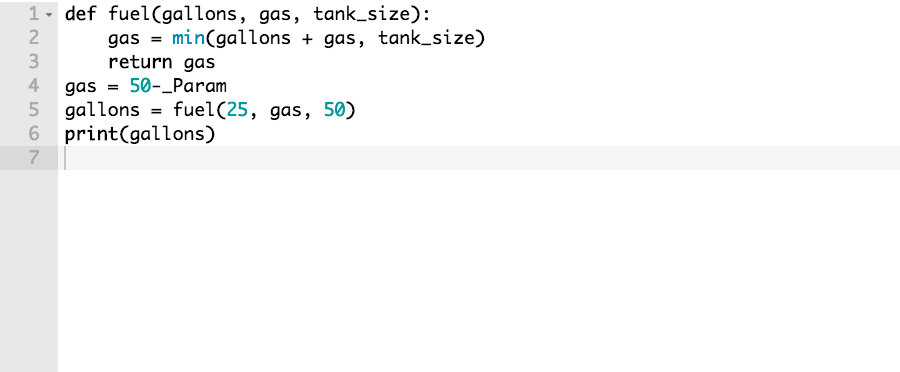 1 def fuel(gallons, gas, tank_size):
2     gas = min(gallons + gas, tank_size)
3     return gas
4 gas = 50-_Param
5 gallons = fuel(25, gas, 50)
6 print(gallons)
7